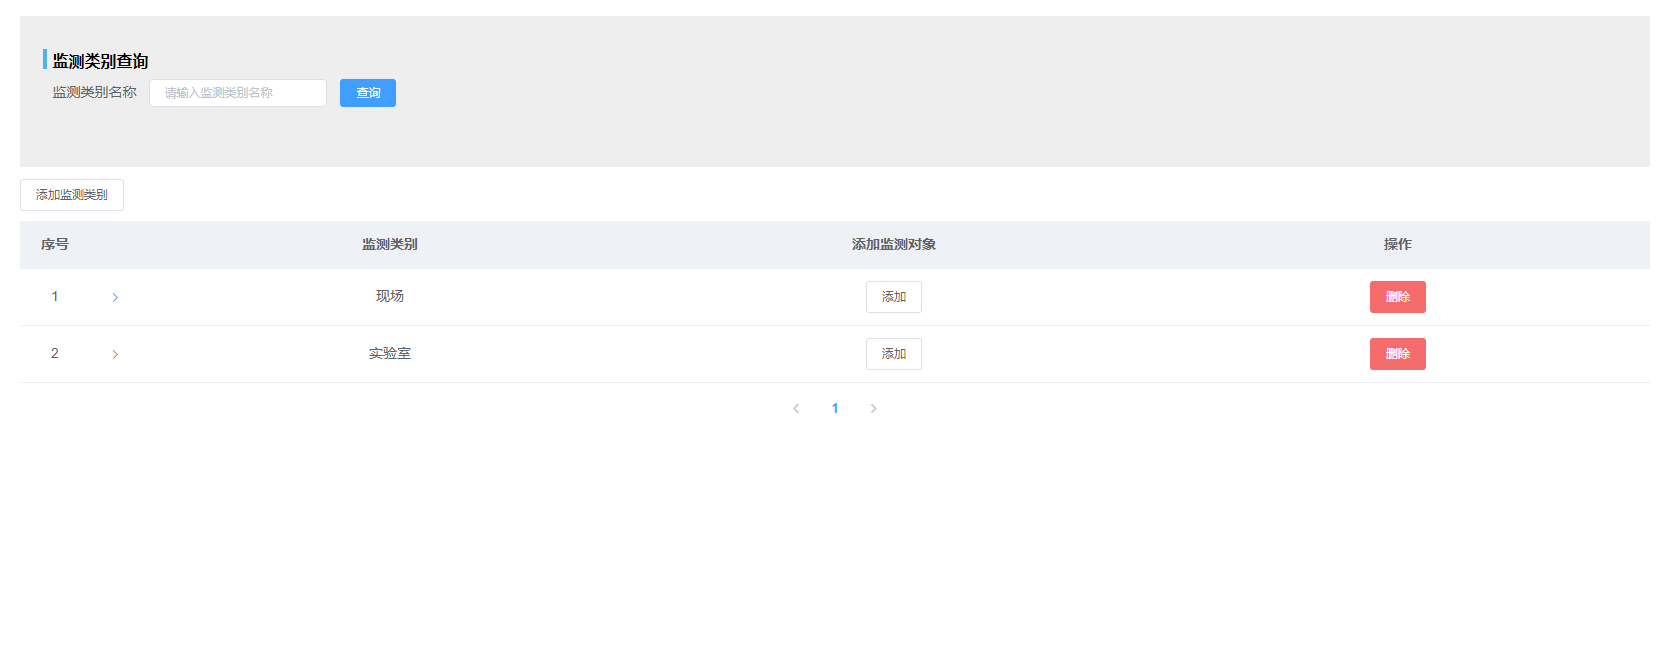 监测类别查询
监测类别名称 请输入监测类别名称 查询
添加监测类别
序号 监测类别 添加监测对象 操作
1 现场 添加 删除
2 实验室 添加 删除
1